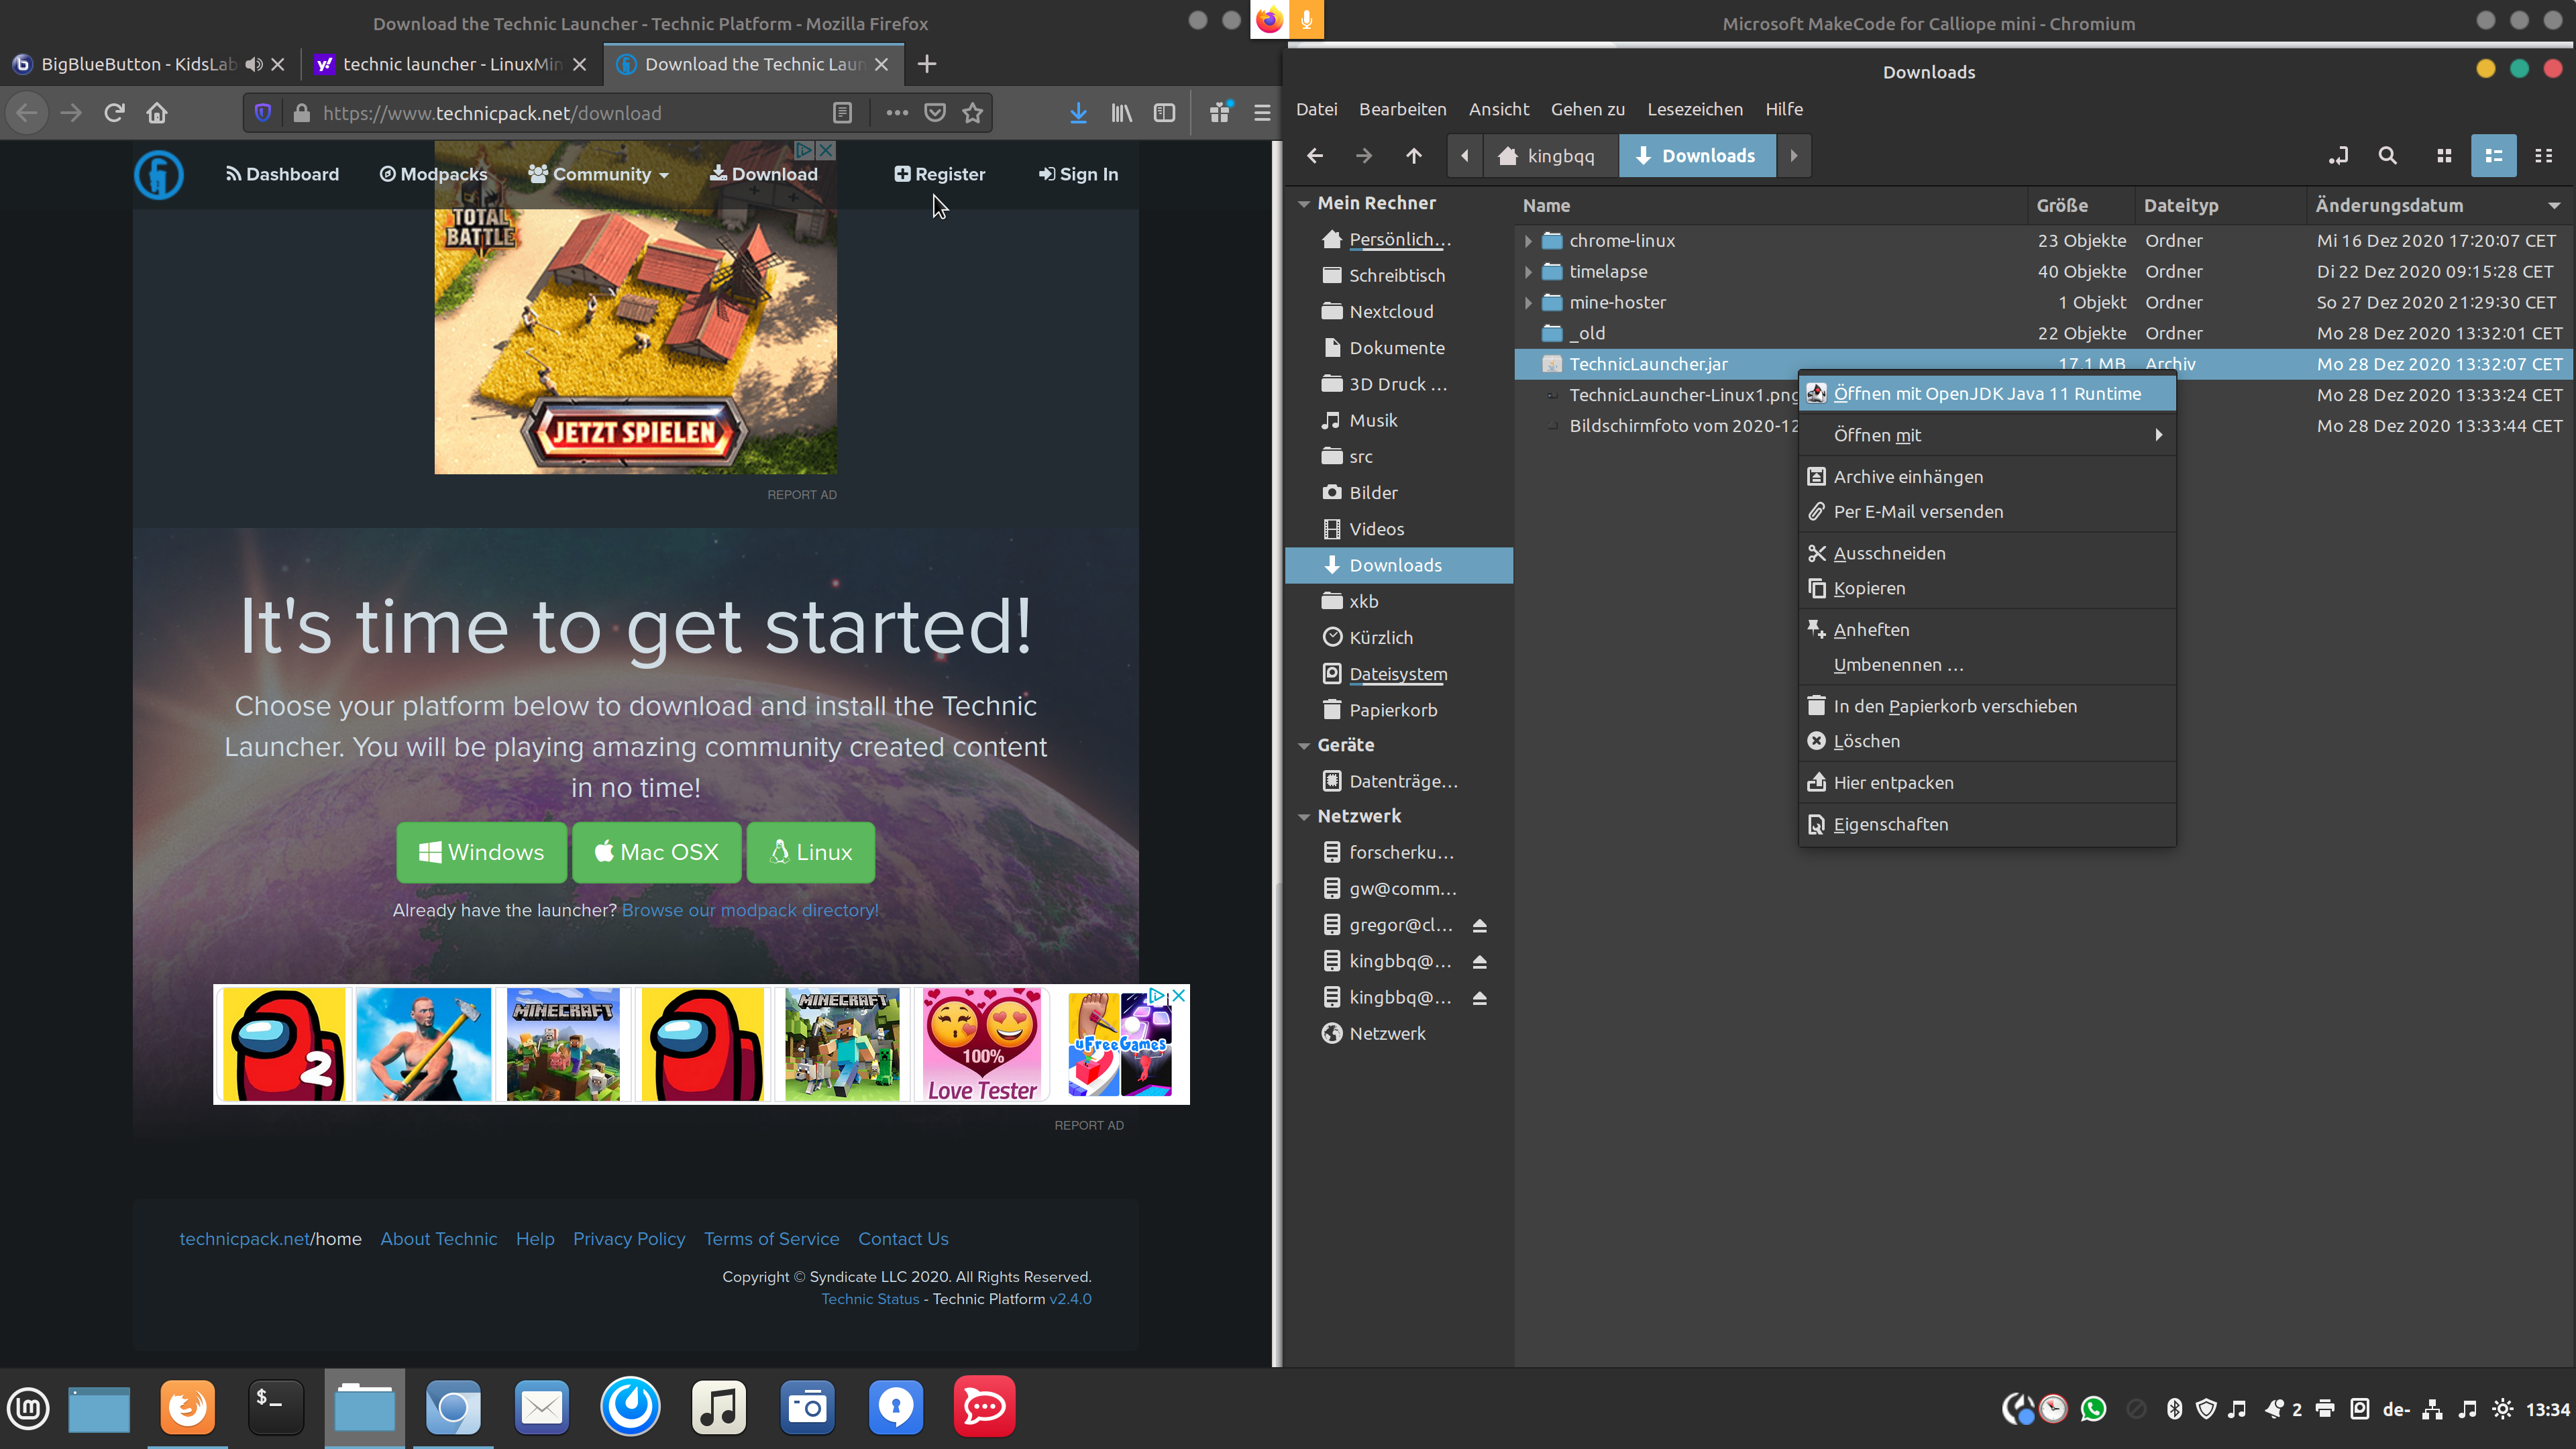 Download the Technic Launcher - Technic Platform - Mozilla Firefox
BigBlueButton - KidsLab
technic launcher - LinuxMin
Download the Technic Laun
https://www.technicpack.net/download
Dashboard
Modpacks
Community
Download
Register
Sign In
TOTAL
BATTLE
JETZT SPIELEN
REPORT AD
It's time to get started!
Choose your platform below to download and install the Technic
Launcher. You will be playing amazing community created content
in no time!
Windows
Mac OSX
Linux
Already have the launcher? Browse our modpack directory!
2
MINECRAFT
MINECRAFT
100%
Love Tester
uFreeGames
REPORT AD
technicpack.net/home About Technic Help Privacy Policy Terms of Service Contact Us
Copyright © Syndicate LLC 2020. All Rights Reserved.
Technic Status - Technic Platform v2.4.0
Microsoft MakeCode for Calliope mini - Chromium
Downloads
Datei Bearbeiten Ansicht Gehen zu Lesezeichen Hilfe
kingbqq
Downloads
Mein Rechner
Persönlich...
Schreibtisch
Nextcloud
Dokumente
3D Druck ...
Musik
src
Bilder
Videos
Downloads
xkb
Kürzlich
Dateisystem
Papierkorb
Geräte
Datenträge...
Netzwerk
forscherku...
gw@comm...
gregor@cl...
kingbbq@...
kingbbq@...
Netzwerk
Name Größe Dateityp Änderungsdatum
chrome-linux 23 Objekte Ordner Mi 16 Dez 2020 17:20:07 CET
timelapse 40 Objekte Ordner Di 22 Dez 2020 09:15:28 CET
mine-hoster 1 Objekt Ordner So 27 Dez 2020 21:29:30 CET
_old 22 Objekte Ordner Mo 28 Dez 2020 13:32:01 CET
TechnicLauncher.jar 17,1 MB Archiv Mo 28 Dez 2020 13:32:07 CET
TechnicLauncher-Linux1.png Mo 28 Dez 2020 13:33:24 CET
Bildschirmfoto vom 2020-12 Mo 28 Dez 2020 13:33:44 CET
Öffnen mit OpenJDK Java 11 Runtime
Öffnen mit
Archive einhängen
Per E-Mail versenden
Ausschneiden
Kopieren
Anheften
Umbenennen ...
In den Papierkorb verschieben
Löschen
Hier entpacken
Eigenschaften
2
de-
13:34